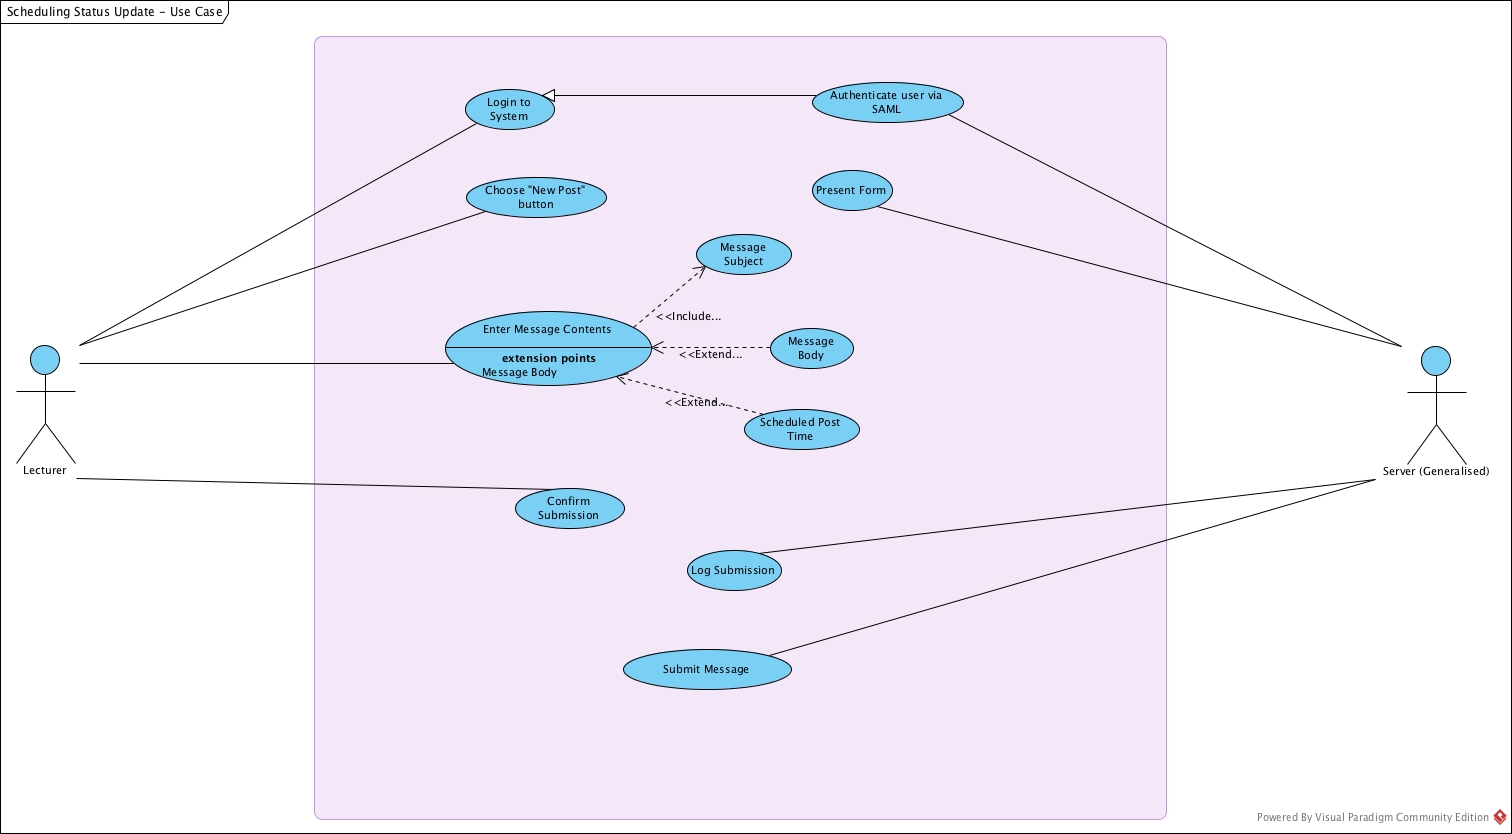 Scheduling Status Update - Use Case
Login to
System
Authenticate user via
SAML
Choose "New Post"
button
Present Form
Message
Subject
<<Include...
Enter Message Contents
extension points
Message Body
Message
Body
<<Extend...
<<Extend...
Scheduled Post
Time
Lecturer
Server (Generalised)
Confirm
Submission
Log Submission
Submit Message
Powered By Visual Paradigm Community Edition